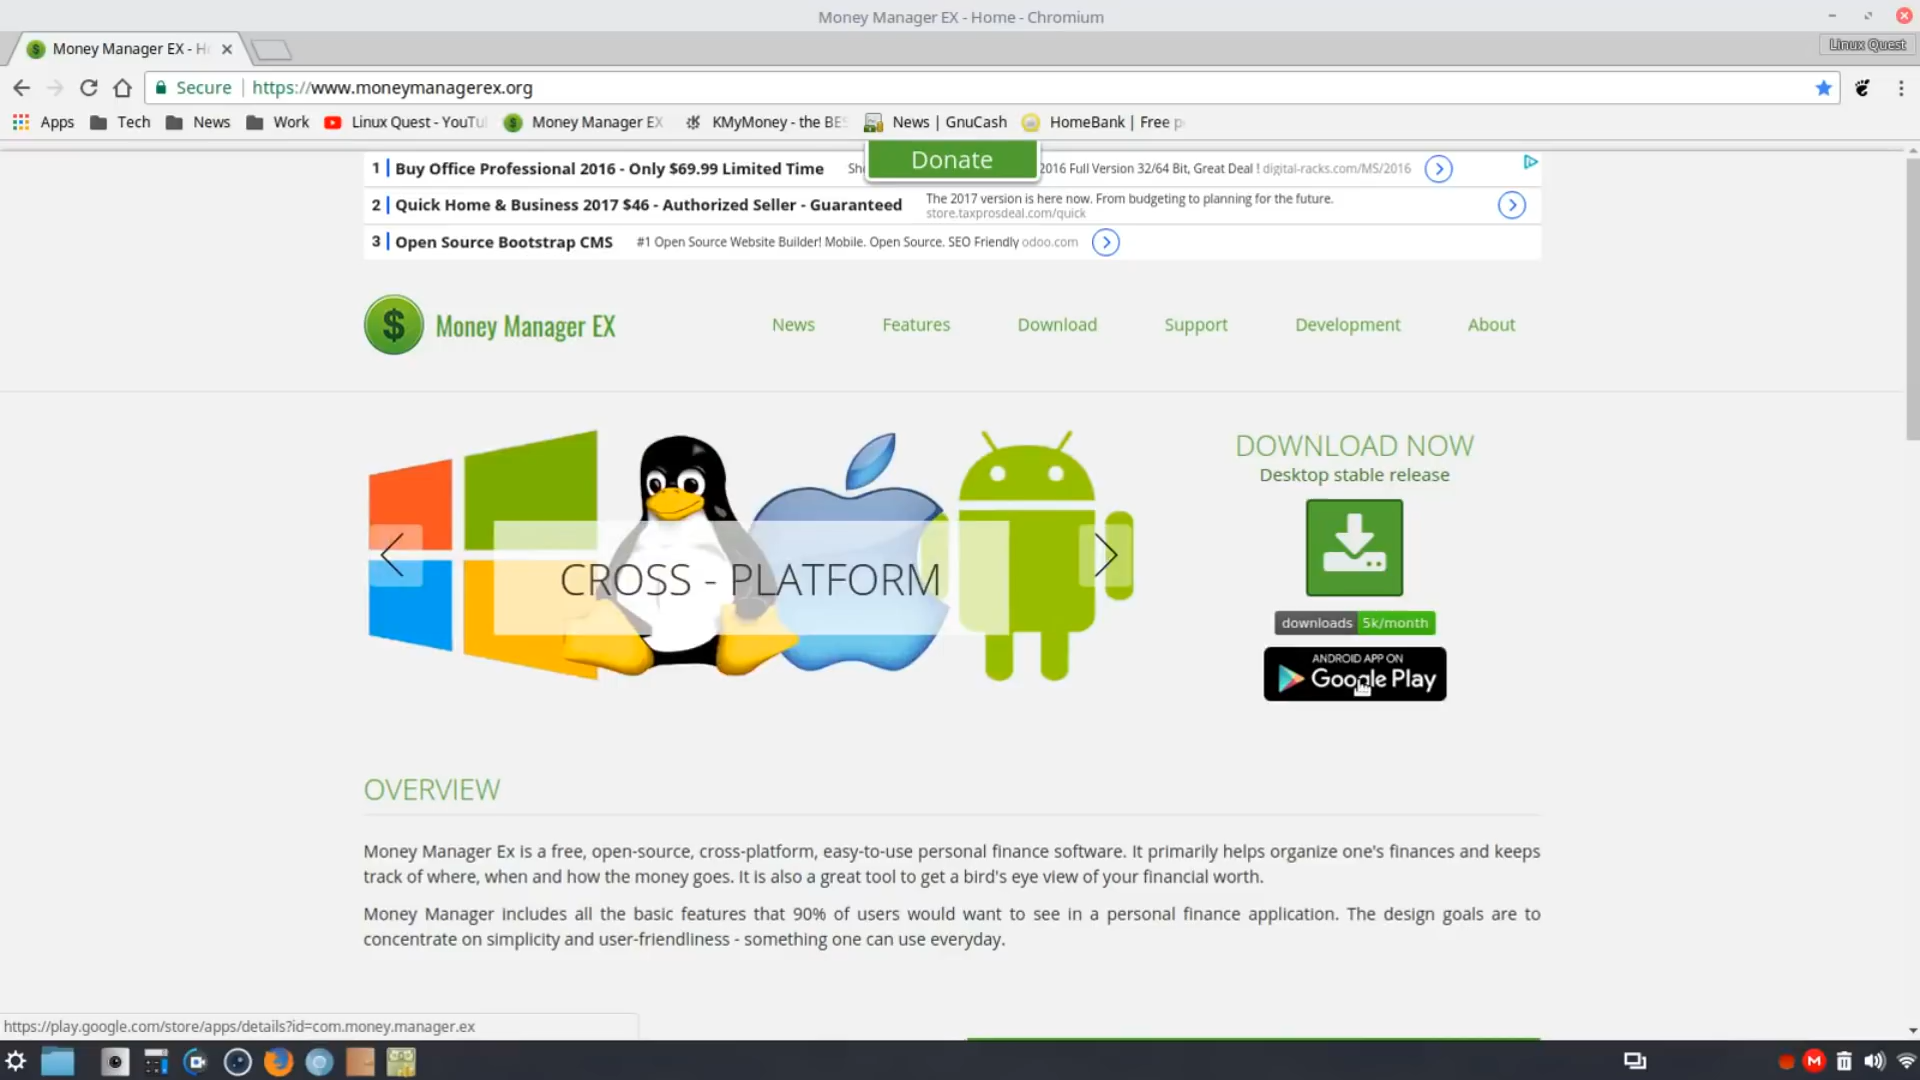 Money Manager EX - Home - Chromium
Money Manager EX - H
Linux Quest
Secure https://www.moneymanagerex.org
Apps Tech News Work Linux Quest - YouTu Money Manager EX KMyMoney - the BES News | GnuCash HomeBank | Free p
Donate
1 Buy Office Professional 2016 - Only $69.99 Limited Time Sh 2016 Full Version 32/64 Bit, Great Deal ! digital-racks.com/MS/2016
2 Quick Home & Business 2017 $46 - Authorized Seller - Guaranteed The 2017 version is here now. From budgeting to planning for the future.
store.taxprosdeal.com/quick
3 Open Source Bootstrap CMS #1 Open Source Website Builder! Mobile. Open Source. SEO Friendly odoo.com
$ Money Manager EX News Features Download Support Development About
CROSS - PLATFORM
DOWNLOAD NOW
Desktop stable release
downloads 5k/month
ANDROID APP ON
Google Play
OVERVIEW
Money Manager Ex is a free, open-source, cross-platform, easy-to-use personal finance software. It primarily helps organize one's finances and keeps
track of where, when and how the money goes. It is also a great tool to get a bird's eye view of your financial worth.
Money Manager includes all the basic features that 90% of users would want to see in a personal finance application. The design goals are to
concentrate on simplicity and user-friendliness - something one can use everyday.
https://play.google.com/store/apps/details?id=com.money.manager.ex